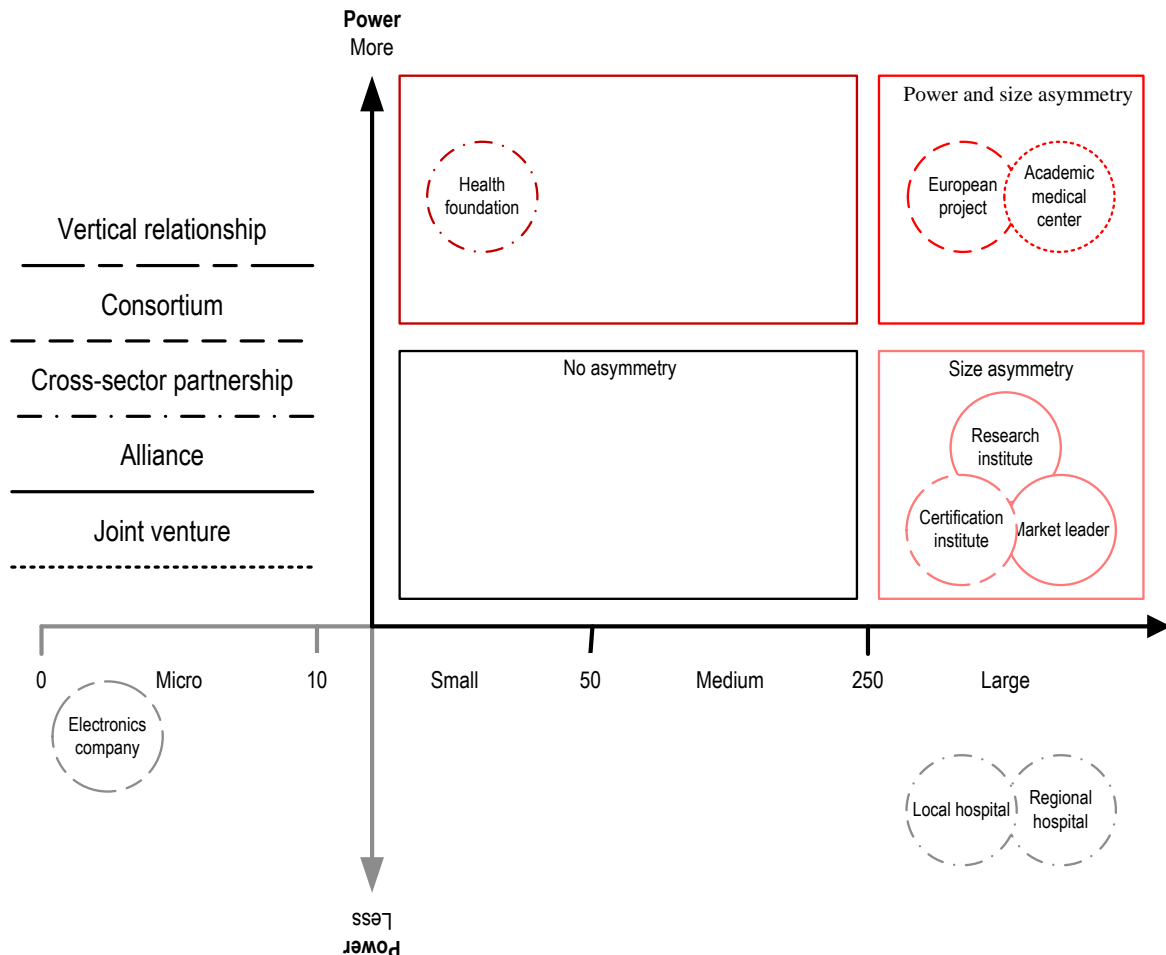 Power
More
Power and size asymmetry
Health
foundation
European
project
Academic
medical
center
Vertical relationship
Consortium
Cross-sector partnership
Alliance
Joint venture
No asymmetry
Size asymmetry
Research
institute
Certification
institute
Market leader
0 Micro 10 Small 50 Medium 250 Large
Electronics
company
Local hospital
Regional
hospital
Less
Power